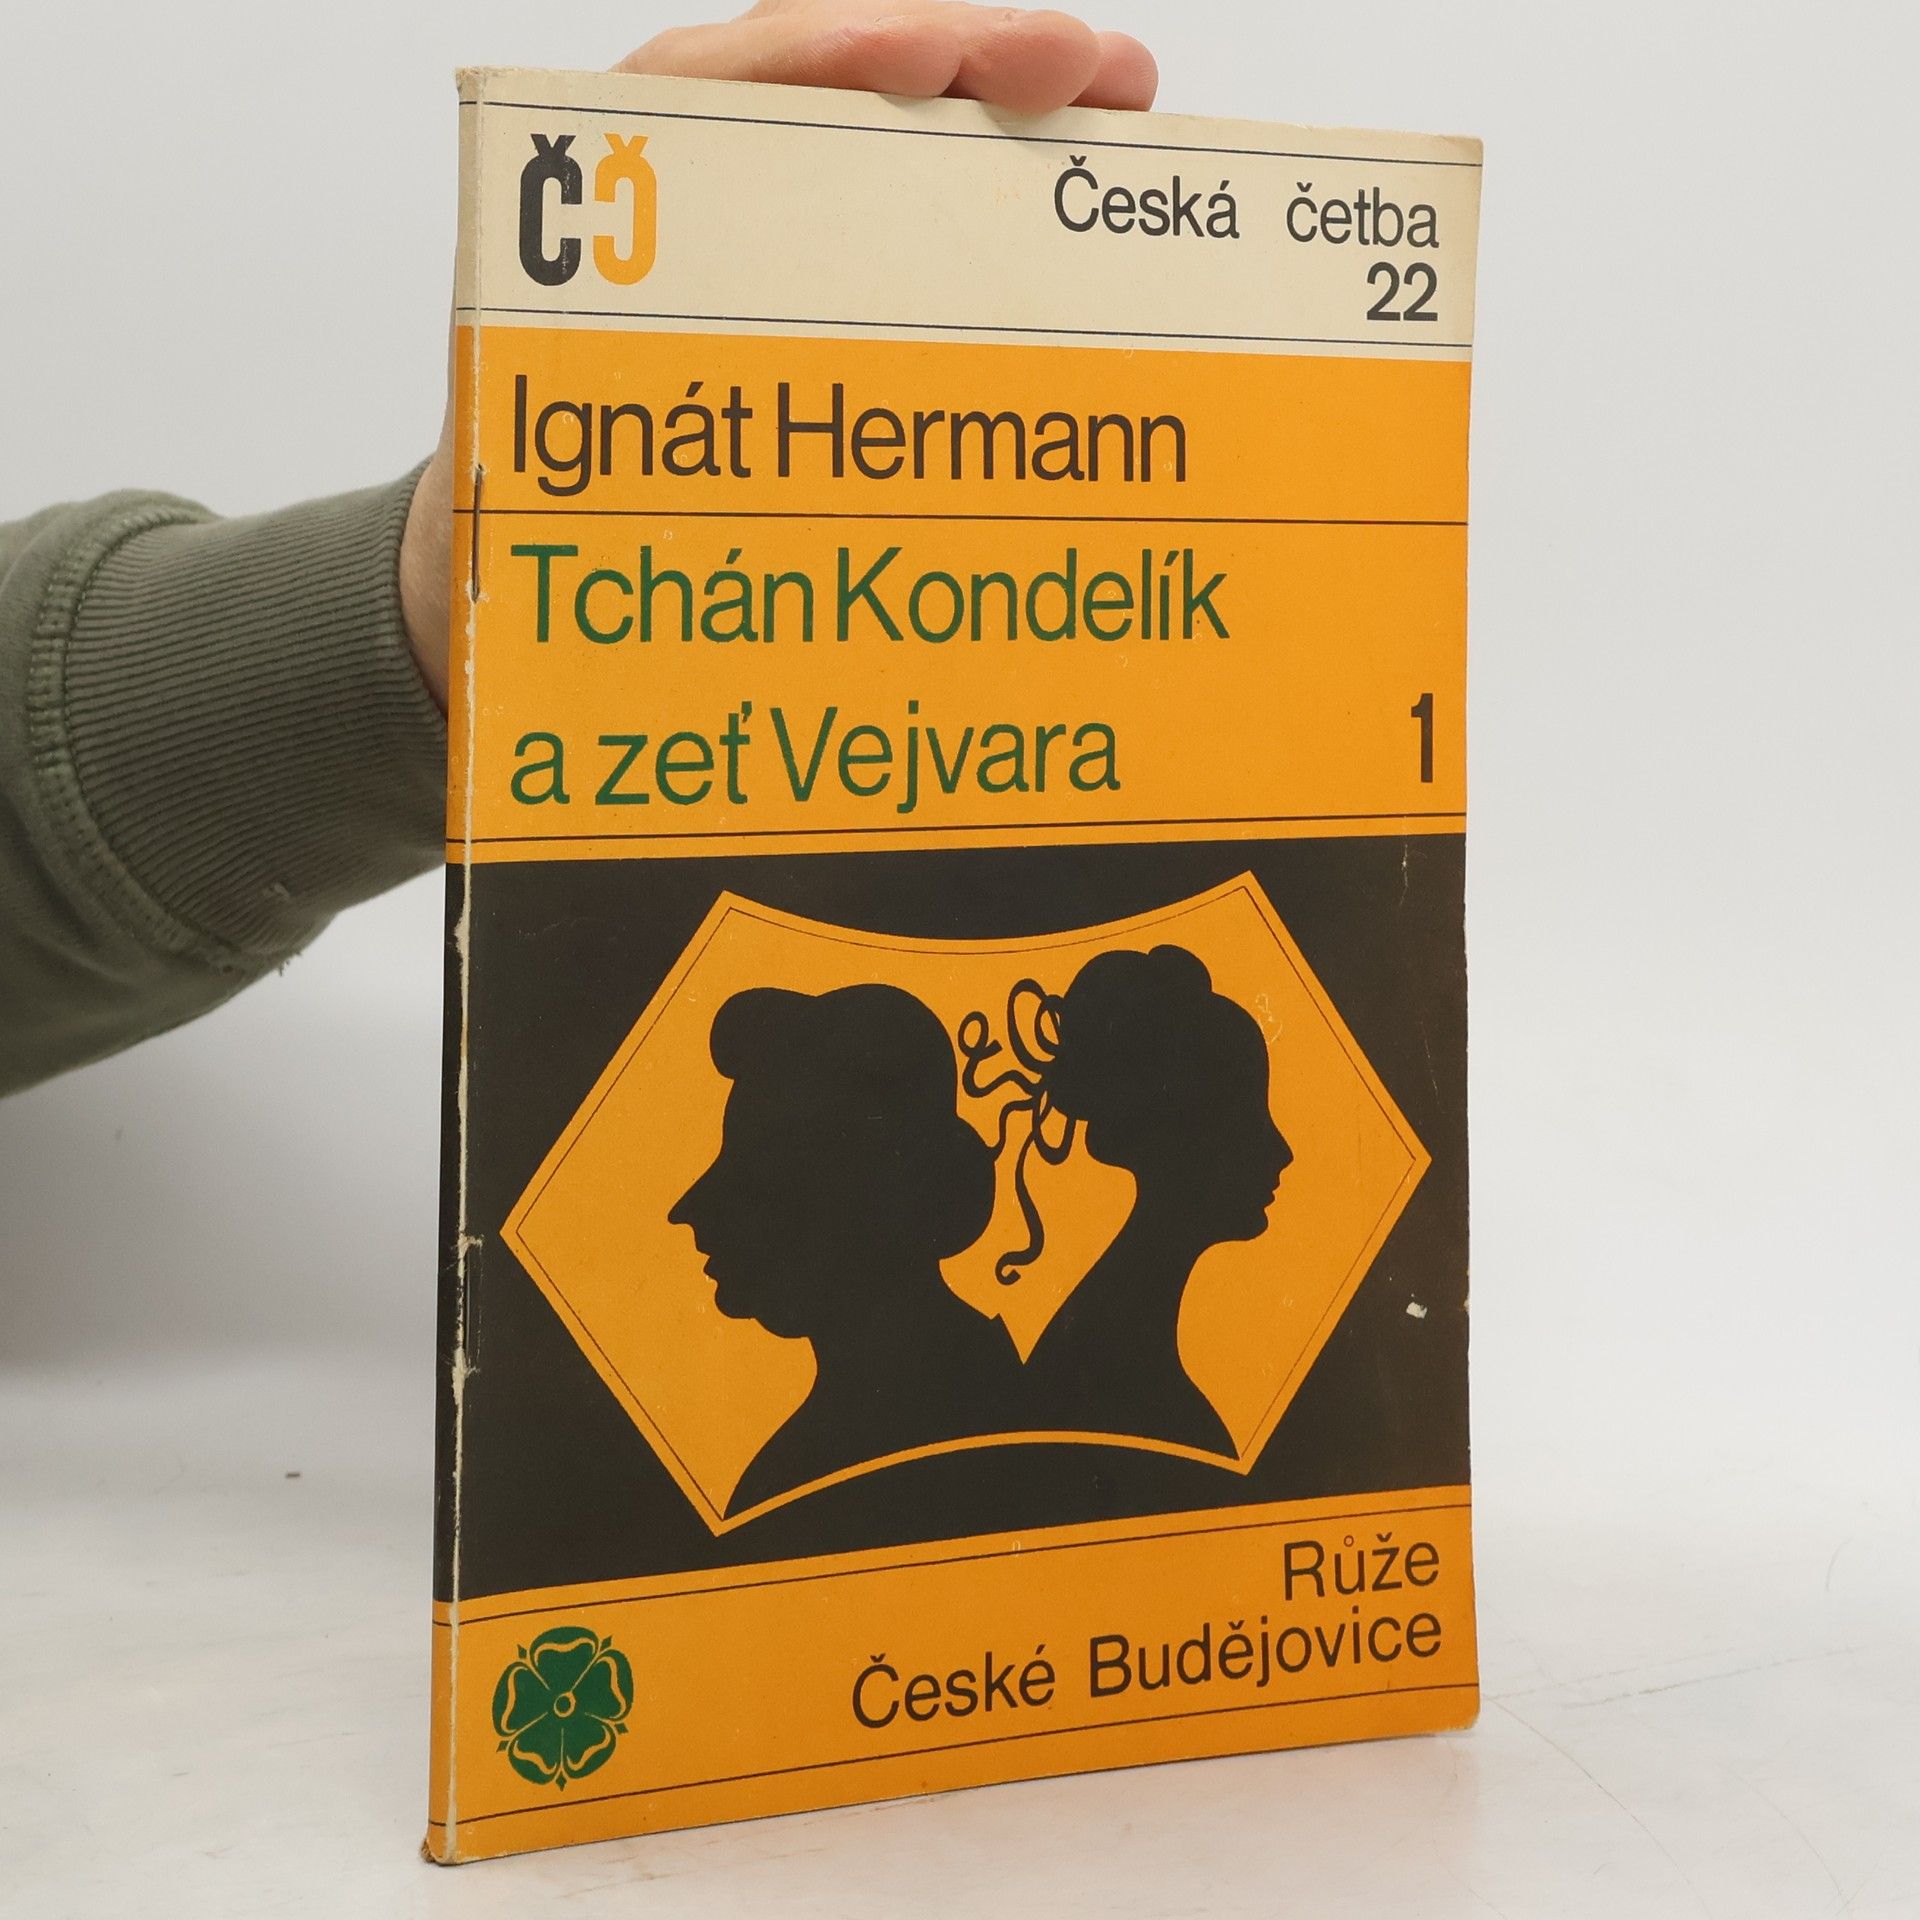 ČČ
Česká četba
22
Ignát Hermann
Tchán Kondelík
a zeť Vejvara 1
Růže
České Budějovice